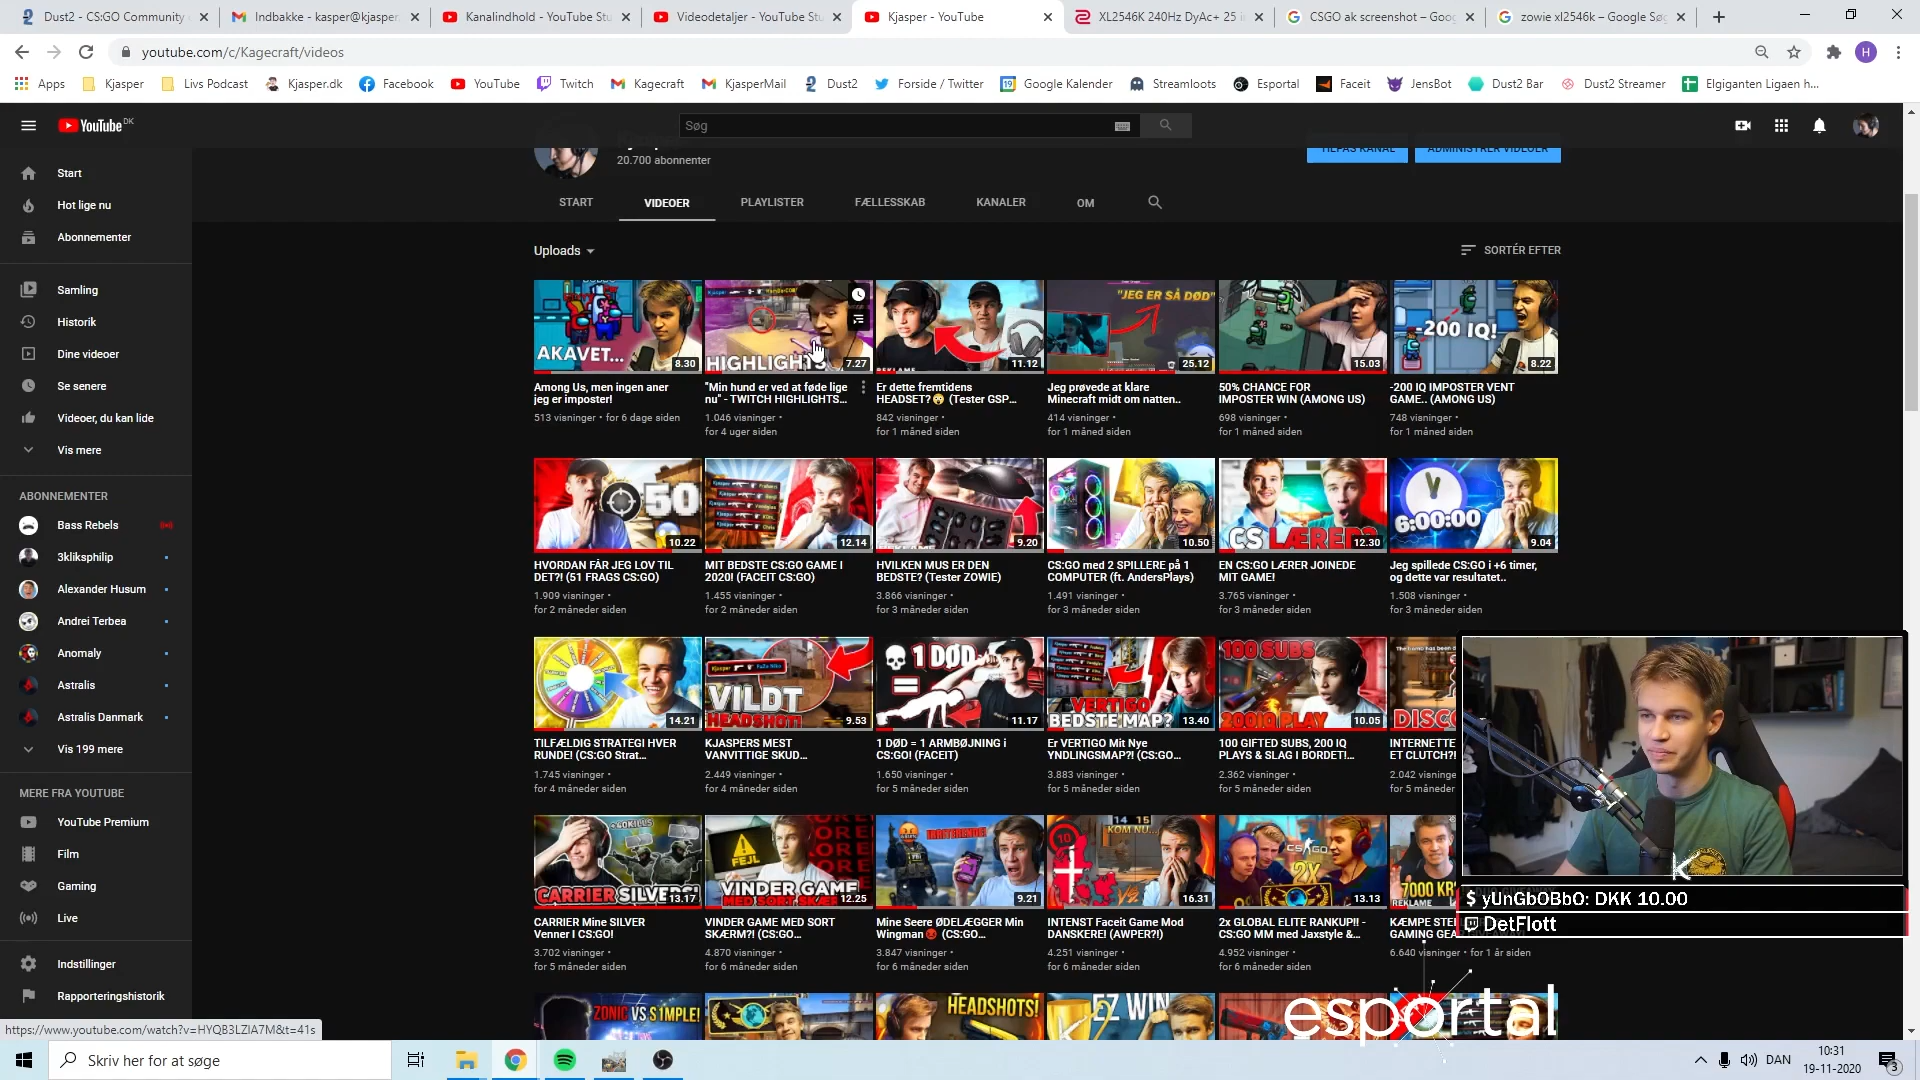 Dust2 - CS:GO Community
Indbakke - kasper@kjasper.
Kanalindhold - YouTube Stu
Videodetaljer - YouTube Stu
Kjasper - YouTube
XL2546K 240Hz DyAc+ 25
CSGO ak screenshot – Goog
zowie xl2546k – Google Søg
youtube.com/c/Kagecraft/videos
Apps
Kjasper
Livs Podcast
Kjasper.dk
Facebook
YouTube
Twitch
Kagecraft
KjasperMail
Dust2
Forside / Twitter
Google Kalender
Streamloots
Esportal
Faceit
JensBot
Dust2 Bar
Dust2 Streamer
Elgiganten Ligaen h...
YouTube DK
Søg
20.700 abonnenter
TILPAS KANAL
ADMINISTRER VIDEOER
START
VIDEOER
PLAYLISTER
FÆLLESSKAB
KANALER
OM
Uploads
SORTÉR EFTER
Start
Hot lige nu
Abonnementer
Samling
Historik
Dine videoer
Se senere
Videoer, du kan lide
Vis mere
ABONNEMENTER
Bass Rebels
3kliksphilip
Alexander Husum
Andrei Terbea
Anomaly
Astralis
Astralis Danmark
Vis 199 mere
MERE FRA YOUTUBE
YouTube Premium
Film
Gaming
Live
Indstillinger
Rapporteringshistorik
AKAVET...
8.30
Among Us, men ingen aner
jeg er imposter!
513 visninger • for 6 dage siden
HIGHLIGHTS
7.27
"Min hund er ved at føde lige
nu" - TWITCH HIGHLIGHTS...
1.046 visninger •
for 4 uger siden
REKLAME
11.12
Er dette fremtidens
HEADSET?😲 (Tester GSP...
842 visninger •
for 1 måned siden
"JEG ER SÅ DØD"
25.12
Jeg prøvede at klare
Minecraft midt om natten..
414 visninger •
for 1 måned siden
15.03
50% CHANCE FOR
IMPOSTER WIN (AMONG US)
698 visninger •
for 1 måned siden
-200 IQ!
8.22
-200 IQ IMPOSTER VENT
GAME.. (AMONG US)
748 visninger •
for 1 måned siden
50
10.22
HVORDAN FÅR JEG LOV TIL
DET?! (51 FRAGS CS:GO)
1.909 visninger •
for 2 måneder siden
12.14
MIT BEDSTE CS:GO GAME I
2020! (FACEIT CS:GO)
1.455 visninger •
for 2 måneder siden
9.20
HVILKEN MUS ER DEN
BEDSTE? (Tester ZOWIE)
3.866 visninger •
for 3 måneder siden
10.50
CS:GO med 2 SPILLERE på 1
COMPUTER (ft. AndersPlays)
1.491 visninger •
for 3 måneder siden
CS LÆRER?
12.30
EN CS:GO LÆRER JOINEDE
MIT GAME!
3.765 visninger •
for 3 måneder siden
6:00:00
9.04
Jeg spillede CS:GO i +6 timer,
og dette var resultatet..
1.508 visninger •
for 3 måneder siden
14.21
TILFÆLDIG STRATEGI HVER
RUNDE! (CS:GO Strat...
1.745 visninger •
for 4 måneder siden
VILDT
HEADSHOT!
9.53
KJASPERS MEST
VANVITTIGE SKUD...
2.449 visninger •
for 4 måneder siden
1 DØD
=
11.17
1 DØD = 1 ARMBØJNING i
CS:GO! (FACEIT)
1.650 visninger •
for 5 måneder siden
VERTIGO
BEDSTE MAP?
13.40
Er VERTIGO Mit Nye
YNDLINGSMAP?! (CS:GO...
3.883 visninger •
for 5 måneder siden
100 SUBS
200IQ PLAY
10.05
100 GIFTED SUBS, 200 IQ
PLAYS & SLAG I BORDET!...
2.362 visninger •
for 5 måneder siden
DISCO
INTERNETTE
ET CLUTCH?!
2.042 visninger
for 5 måneder
+60KILLS
CARRIER SILVERS!
13.17
CARRIER Mine SILVER
Venner I CS:GO!
3.702 visninger •
for 5 måneder siden
FEJL
VINDER GAME
MED SORT SKÆRM?!
12.25
VINDER GAME MED SORT
SKÆRM?! (CS:GO...
4.870 visninger •
for 6 måneder siden
IRRITERENDE!
9.21
Mine Seere ØDELÆGGER Min
Wingman😡 (CS:GO...
3.847 visninger •
for 6 måneder siden
14 15
KOM NU...
16.31
INTENST Faceit Game Mod
DANSKERE! (AWPER?!)
4.251 visninger •
for 6 måneder siden
CS:GO
2X
13.13
2x GLOBAL ELITE RANKUP!! -
CS:GO MM med Jaxstyle &...
4.952 visninger •
for 6 måneder siden
7000 KR
KÆMPE STE
GAMING GEA
6.640 visninger • for 1 år siden
$ yUnGbOBbO: DKK 10.00
DetFlott
ZONIC VS S1MPLE!
HEADSHOTS!
EZ WIN
esportal
https://www.youtube.com/watch?v=HYQB3LZIA7M&t=41s
Skriv her for at søge
DAN
10:31
19-11-2020
3